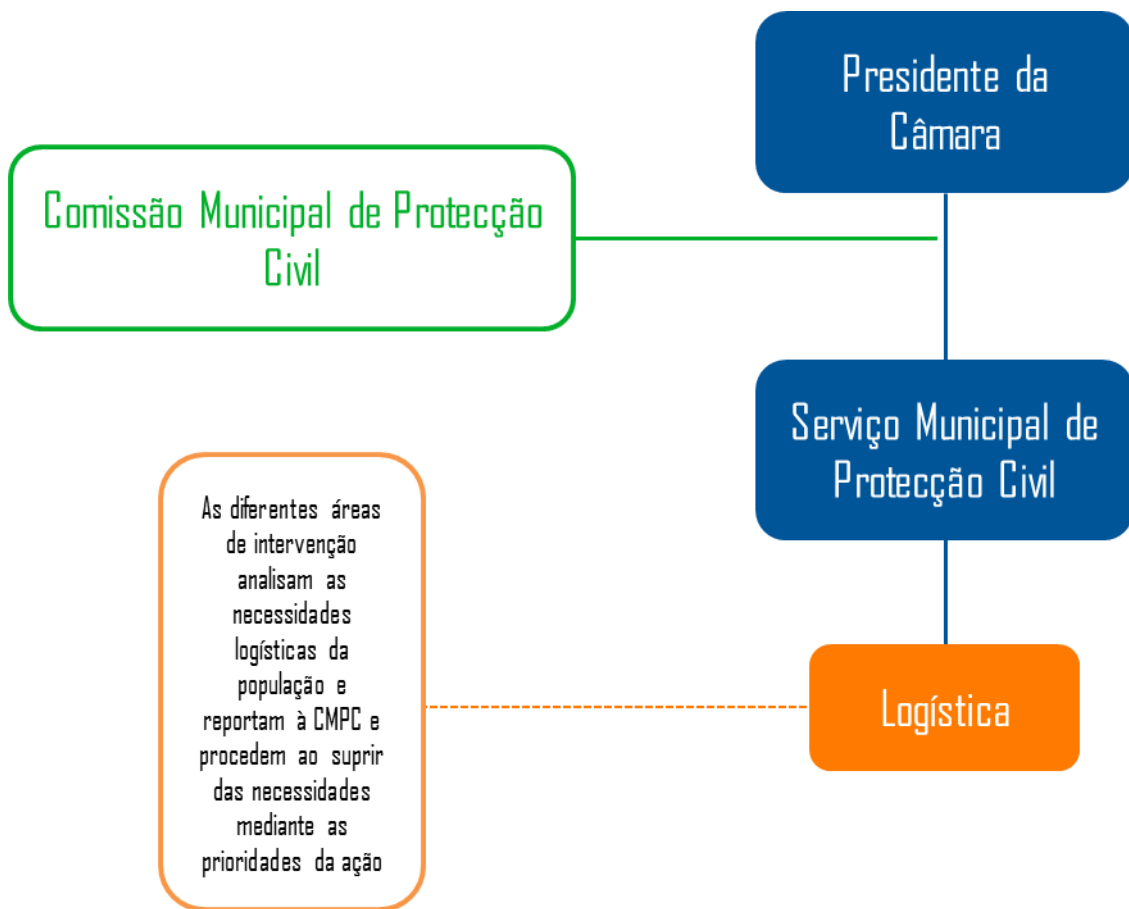 Presidente da
Câmara
Comissão Municipal de Protecção
Civil
Serviço Municipal de
Protecção Civil
As diferentes áreas
de intervenção
analisam as
necessidades
logísticas da
população e
reportam à CMPC e
procedem ao suprir
das necessidades
mediante as
prioridades da ação
Logística